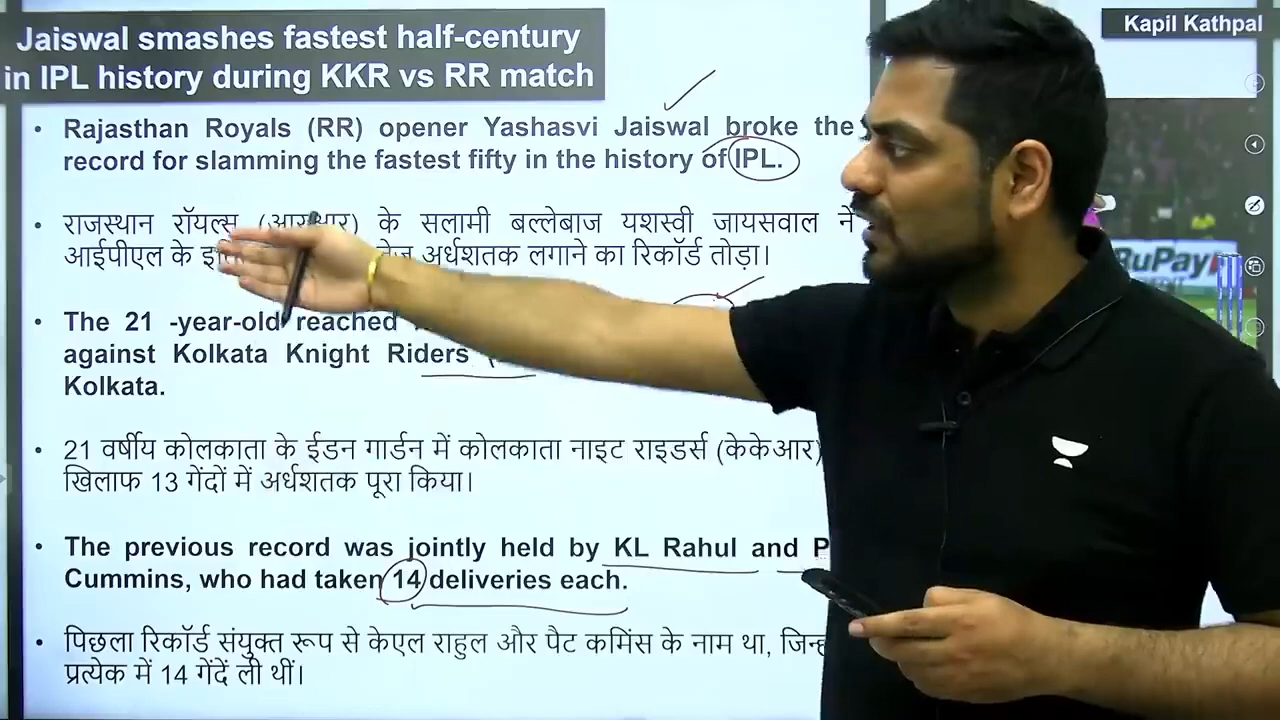 Jaiswal smashes fastest half-century
in IPL history during KKR vs RR match
Kapil Kathpal
• Rajasthan Royals (RR) opener Yashasvi Jaiswal broke the
record for slamming the fastest fifty in the history of IPL.
• राजस्थान रॉयल्स (आरआर) के सलामी बल्लेबाज यशस्वी जायसवाल ने
आईपीएल के अर्धशतक लगाने का रिकॉर्ड तोड़ा।
RuPay
• The 21 -year-old reached
against Kolkata Knight Riders
Kolkata.
• 21 वर्षीय कोलकाता के ईडन गार्डन में कोलकाता नाइट राइडर्स (केकेआर)
खिलाफ 13 गेंदों में अर्धशतक पूरा किया।
• The previous record was jointly held by KL Rahul and P
Cummins, who had taken 14 deliveries each.
• पिछला रिकॉर्ड संयुक्त रूप से केएल राहुल और पैट कमिंस के नाम था,
प्रत्येक में 14 गेंदें ली थीं।